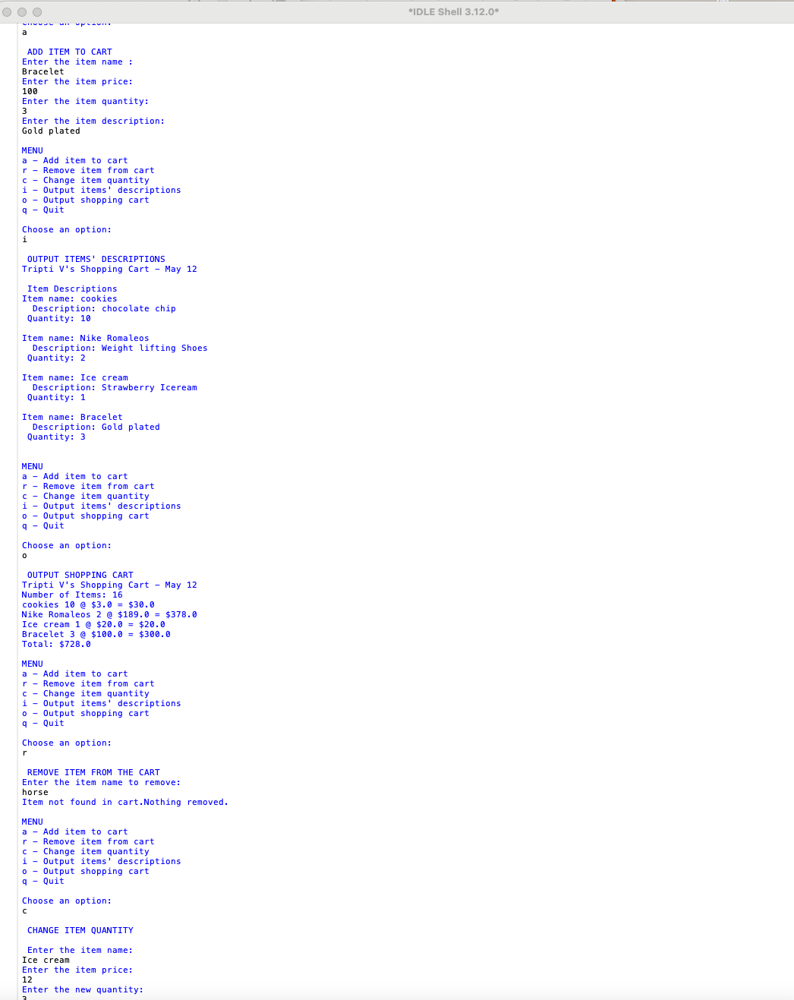 *IDLE Shell 3.12.0*
Choose an option:
a
ADD ITEM TO CART
Enter the item name :
Bracelet
Enter the item price:
100
Enter the item quantity:
3
Enter the item description:
Gold plated
MENU
a – Add item to cart
r – Remove item from cart
c – Change item quantity
i – Output items' descriptions
o – Output shopping cart
q – Quit
Choose an option:
i
OUTPUT ITEMS' DESCRIPTIONS
Tripti V's Shopping Cart – May 12
Item Descriptions
Item name: cookies
Description: chocolate chip
Quantity: 10
Item name: Nike Romaleos
Description: Weight lifting Shoes
Quantity: 2
Item name: Ice cream
Description: Strawberry Iceream
Quantity: 1
Item name: Bracelet
Description: Gold plated
Quantity: 3
MENU
a – Add item to cart
r – Remove item from cart
c – Change item quantity
i – Output items' descriptions
o – Output shopping cart
q – Quit
Choose an option:
o
OUTPUT SHOPPING CART
Tripti V's Shopping Cart – May 12
Number of Items: 16
cookies 10 @ $3.0 = $30.0
Nike Romaleos 2 @ $189.0 = $378.0
Ice cream 1 @ $20.0 = $20.0
Bracelet 3 @ $100.0 = $300.0
Total: $728.0
MENU
a – Add item to cart
r – Remove item from cart
c – Change item quantity
i – Output items' descriptions
o – Output shopping cart
q – Quit
Choose an option:
r
REMOVE ITEM FROM THE CART
Enter the item name to remove:
horse
Item not found in cart.Nothing removed.
MENU
a – Add item to cart
r – Remove item from cart
c – Change item quantity
i – Output items' descriptions
o – Output shopping cart
q – Quit
Choose an option:
c
CHANGE ITEM QUANTITY
Enter the item name:
Ice cream
Enter the item price:
12
Enter the new quantity:
3